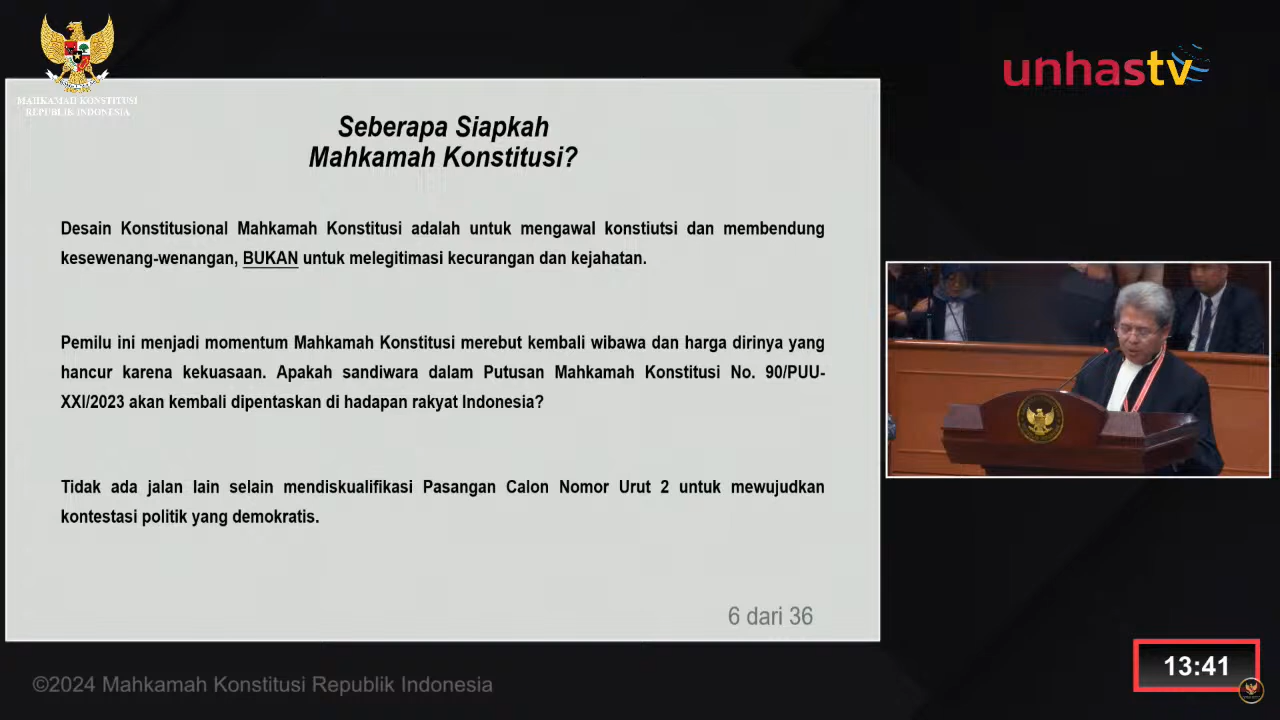 MAHKAMAH KONSTITUSI
REPUBLIK INDONESIA
unhastv
Seberapa Siapkah
Mahkamah Konstitusi?
Desain Konstitusional Mahkamah Konstitusi adalah untuk mengawal konstiutsi dan membendung
kesewenang-wenangan, BUKAN untuk melegitimasi kecurangan dan kejahatan.
Pemilu ini menjadi momentum Mahkamah Konstitusi merebut kembali wibawa dan harga dirinya yang
hancur karena kekuasaan. Apakah sandiwara dalam Putusan Mahkamah Konstitusi No. 90/PUU-
XXI/2023 akan kembali dipentaskan di hadapan rakyat Indonesia?
Tidak ada jalan lain selain mendiskualifikasi Pasangan Calon Nomor Urut 2 untuk mewujudkan
kontestasi politik yang demokratis.
6 dari 36
©2024 Mahkamah Konstitusi Republik Indonesia
13:41